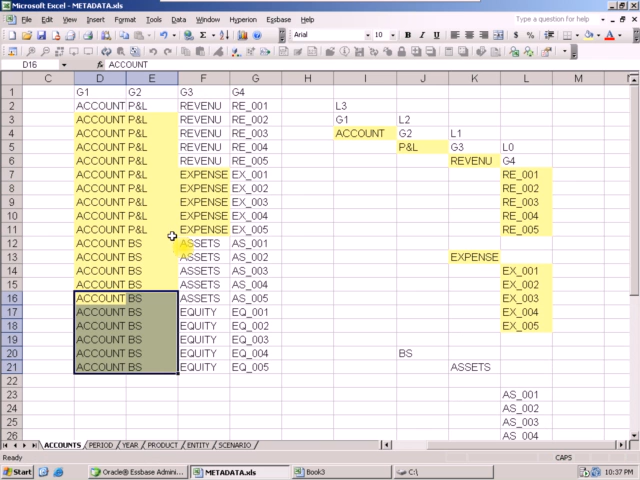 Microsoft Excel - METADATA.xls
File Edit View Insert Format Tools Data Window Hyperion Essbase Help Type a question for help
Arial 10 B I U
D16 fx ACCOUNT
C D E F G H I J K L M
1 G1 G2 G3 G4
2 ACCOUNT P&L REVENU RE_001 L3
3 ACCOUNT P&L REVENU RE_002 G1 L2
4 ACCOUNT P&L REVENU RE_003 ACCOUNT G2 L1
5 ACCOUNT P&L REVENU RE_004 P&L G3 L0
6 ACCOUNT P&L REVENU RE_005 REVENU G4
7 ACCOUNT P&L EXPENSE EX_001 RE_001
8 ACCOUNT P&L EXPENSE EX_002 RE_002
9 ACCOUNT P&L EXPENSE EX_003 RE_003
10 ACCOUNT P&L EXPENSE EX_004 RE_004
11 ACCOUNT P&L EXPENSE EX_005 RE_005
12 ACCOUNT BS ASSETS AS_001
13 ACCOUNT BS ASSETS AS_002 EXPENSE
14 ACCOUNT BS ASSETS AS_003 EX_001
15 ACCOUNT BS ASSETS AS_004 EX_002
16 ACCOUNT BS ASSETS AS_005 EX_003
17 ACCOUNT BS EQUITY EQ_001 EX_004
18 ACCOUNT BS EQUITY EQ_002 EX_005
19 ACCOUNT BS EQUITY EQ_003
20 ACCOUNT BS EQUITY EQ_004 BS
21 ACCOUNT BS EQUITY EQ_005 ASSETS
22
23 AS_001
24 AS_002
25 AS_003
26 AS_004
ACCOUNTS / PERIOD / YEAR / PRODUCT / ENTITY / SCENARIO /
Ready CAPS
Start Oracle® Essbase Admini... METADATA.xls Book3 C:\ 10:37 PM